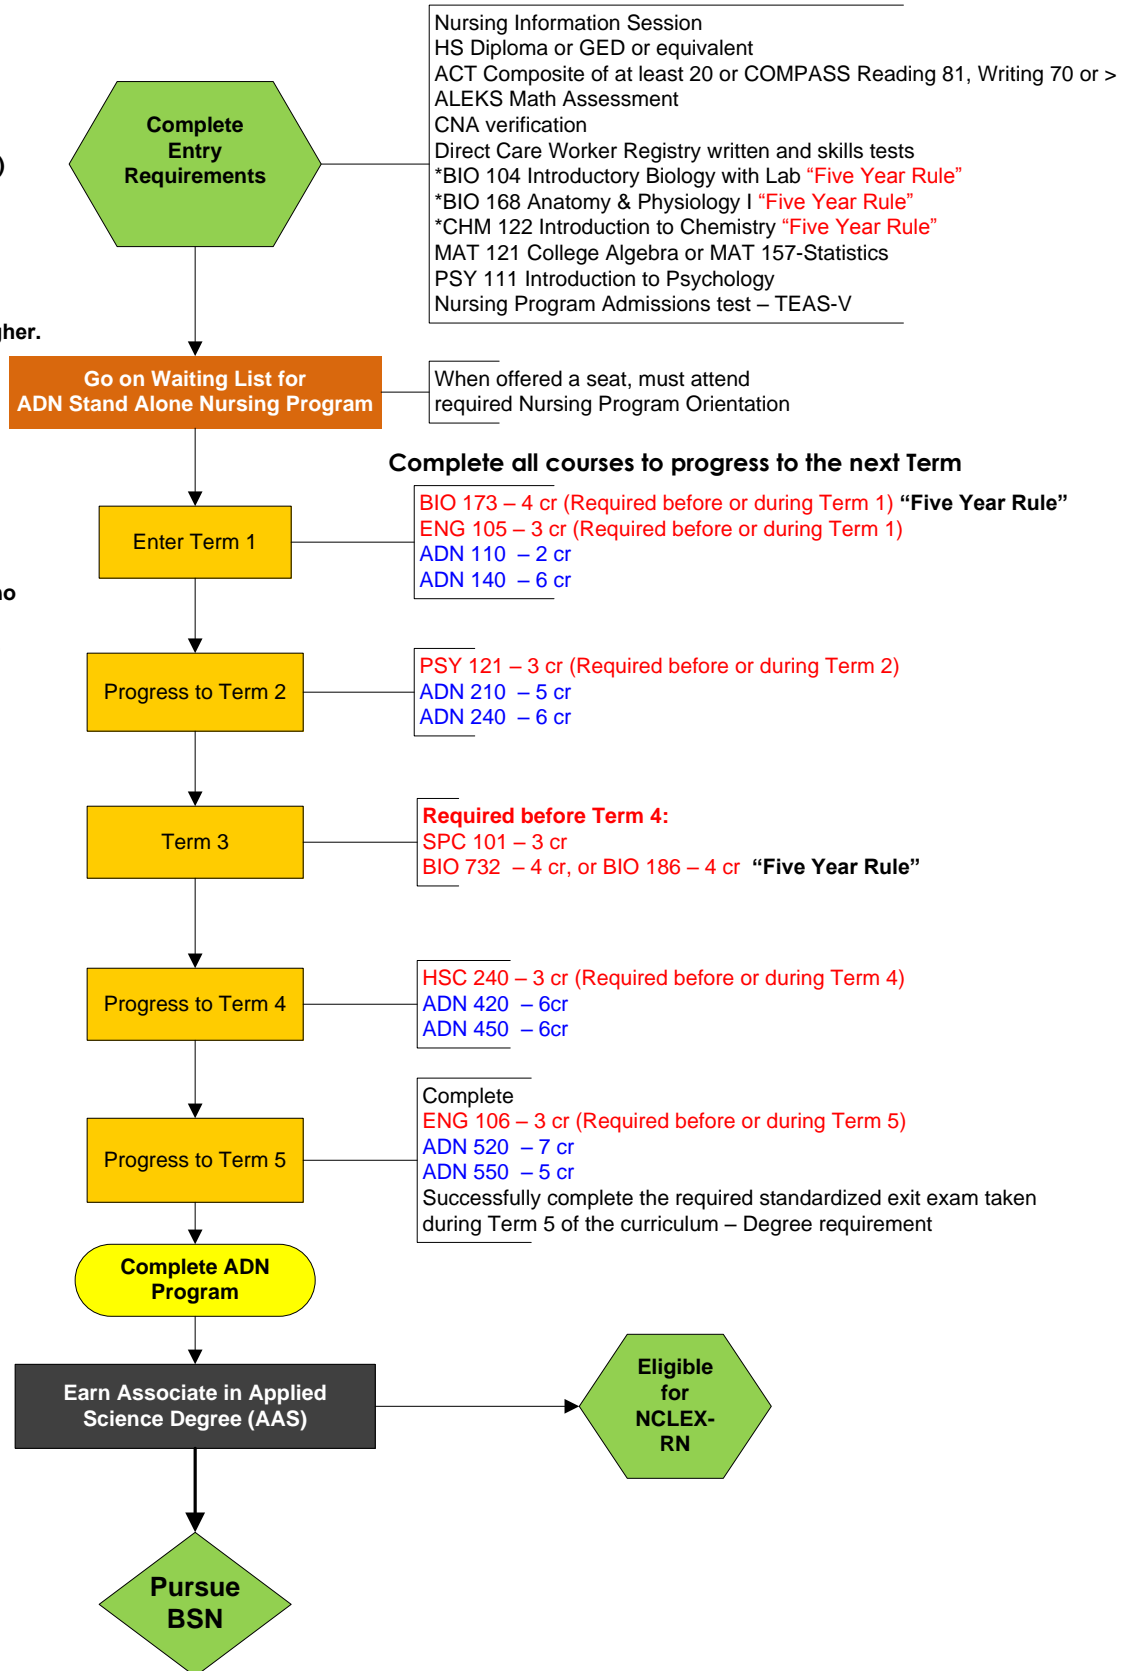 Nursing Information Session
HS Diploma or GED or equivalent
ACT Composite of at least 20 or COMPASS Reading 81, Writing 70 or >
ALEKS Math Assessment
CNA verification
Direct Care Worker Registry written and skills tests
*BIO 104 Introductory Biology with Lab “Five Year Rule”
*BIO 168 Anatomy & Physiology I “Five Year Rule”
*CHM 122 Introduction to Chemistry “Five Year Rule”
MAT 121 College Algebra or MAT 157-Statistics
PSY 111 Introduction to Psychology
Nursing Program Admissions test – TEAS-V
Complete
Entry
Requirements
)
gher.
Go on Waiting List for
ADN Stand Alone Nursing Program
When offered a seat, must attend
required Nursing Program Orientation
Complete all courses to progress to the next Term
Enter Term 1
BIO 173 – 4 cr (Required before or during Term 1) “Five Year Rule”
ENG 105 – 3 cr (Required before or during Term 1)
ADN 110 – 2 cr
ADN 140 – 6 cr
no
Progress to Term 2
PSY 121 – 3 cr (Required before or during Term 2)
ADN 210 – 5 cr
ADN 240 – 6 cr
Term 3
Required before Term 4:
SPC 101 – 3 cr
BIO 732 – 4 cr, or BIO 186 – 4 cr “Five Year Rule”
Progress to Term 4
HSC 240 – 3 cr (Required before or during Term 4)
ADN 420 – 6cr
ADN 450 – 6cr
Progress to Term 5
Complete
ENG 106 – 3 cr (Required before or during Term 5)
ADN 520 – 7 cr
ADN 550 – 5 cr
Successfully complete the required standardized exit exam taken
during Term 5 of the curriculum – Degree requirement
Complete ADN
Program
Earn Associate in Applied
Science Degree (AAS)
Eligible
for
NCLEX-
RN
Pursue
BSN